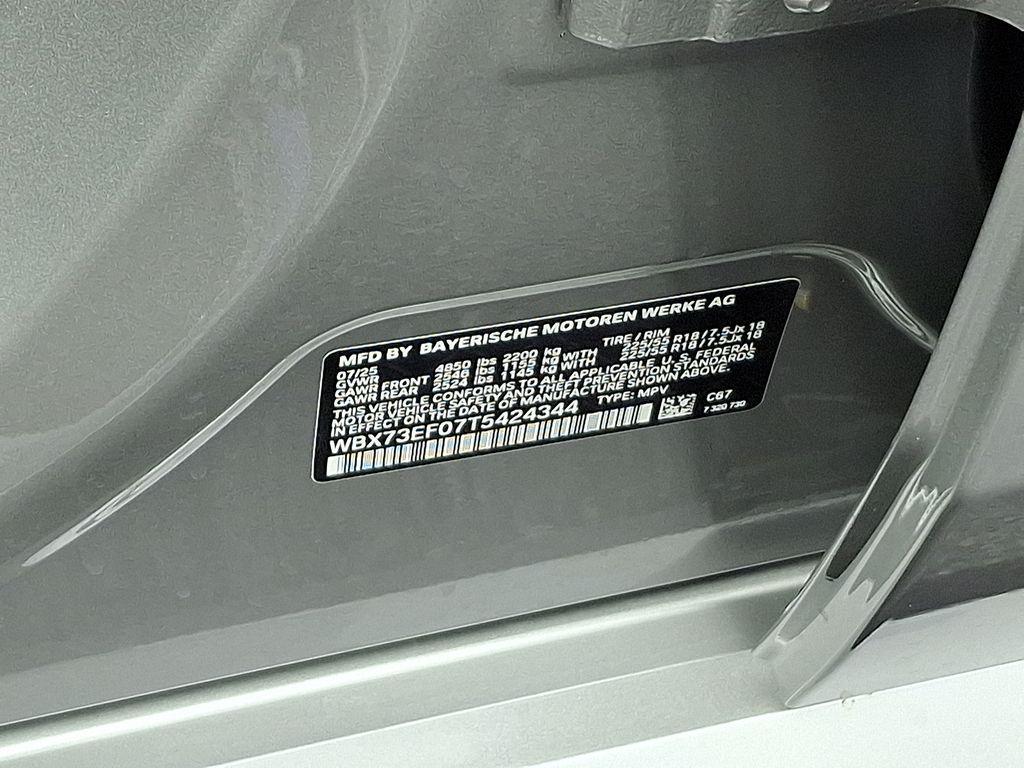 MFD BY BAYERISCHE MOTOREN WERKE AG
07/25 TIRE / RIM
GVWR 4850 lbs 2200 kg
GAWR FRONT 2548 lbs 1155 kg WITH 225/55 R18 / 7.5Jx 18
GAWR REAR 2524 lbs 1145 kg WITH 225/55 R18 / 7.5Jx 18
THIS VEHICLE CONFORMS TO ALL APPLICABLE U.S. FEDERAL
MOTOR VEHICLE SAFETY AND THEFT PREVENTION STANDARDS
IN EFFECT ON THE DATE OF MANUFACTURE SHOWN ABOVE.
WBX73EF07T5424344 TYPE: MPV C67
7 320 730